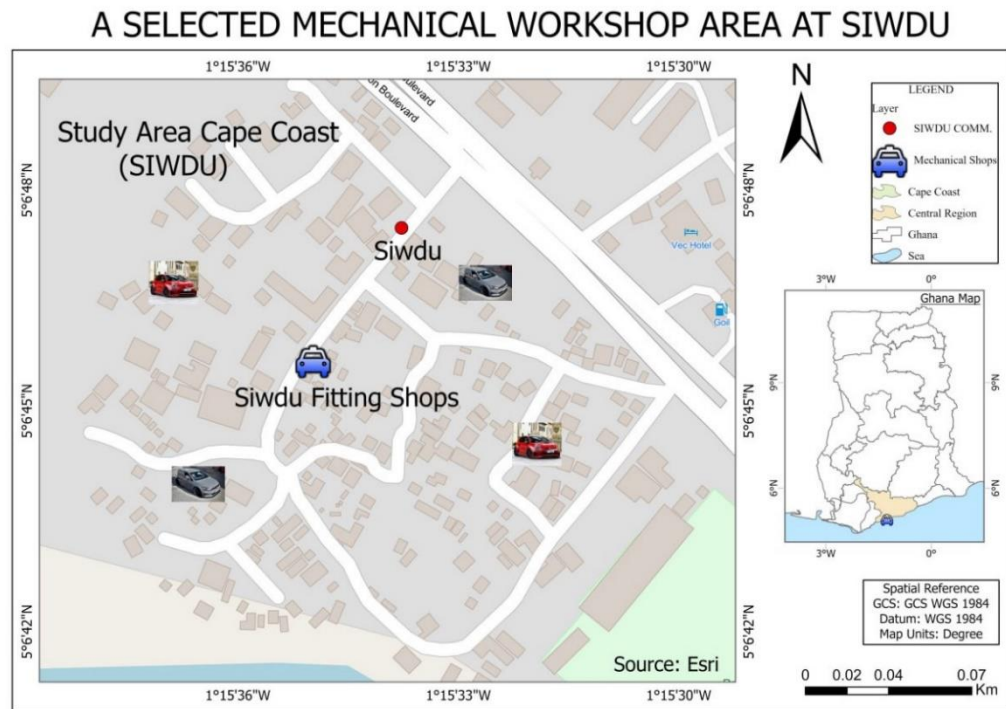 A SELECTED MECHANICAL WORKSHOP AREA AT SIWDU
1°15'36"W 1°15'33"W 1°15'30"W
5°6'48"N
5°6'45"N
5°6'42"N
Study Area Cape Coast
(SIWDU)
Boulevard
on Boulevard
Siwdu
Vec Hotel
Goil
Siwdu Fitting Shops
Source: Esri
5°6'48"N
5°6'45"N
5°6'42"N
1°15'36"W 1°15'33"W 1°15'30"W
N
LEGEND
Layer
SIWDU COMM.
Mechanical Shops
Cape Coast
Central Region
Ghana
Sea
3°W 0°
Ghana Map
9°N
6°N
9°N
6°N
3°W 0°
Spatial Reference
GCS: GCS WGS 1984
Datum: WGS 1984
Map Units: Degree
0 0.02 0.04 0.07
Km